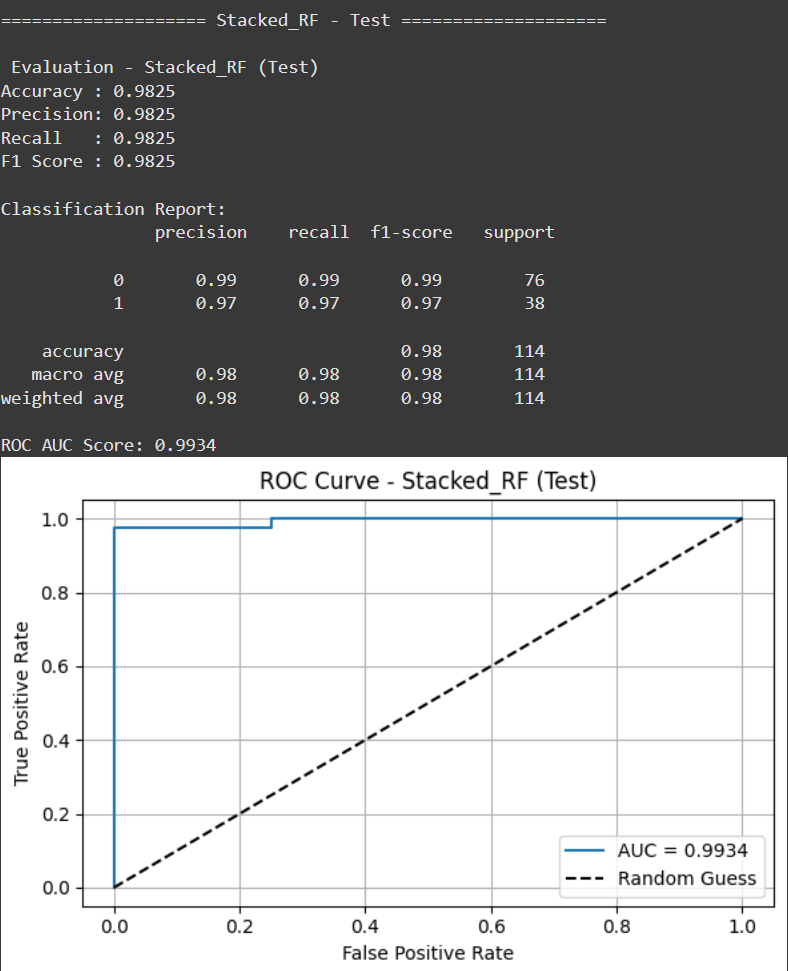 ==================== Stacked_RF - Test ====================
Evaluation - Stacked_RF (Test)
Accuracy : 0.9825
Precision: 0.9825
Recall   : 0.9825
F1 Score : 0.9825
Classification Report:
precision recall f1-score support
0 0.99 0.99 0.99 76
1 0.97 0.97 0.97 38
accuracy 0.98 114
macro avg 0.98 0.98 0.98 114
weighted avg 0.98 0.98 0.98 114
ROC AUC Score: 0.9934
ROC Curve - Stacked_RF (Test)
True Positive Rate
1.0
0.8
0.6
0.4
0.2
0.0
AUC = 0.9934
Random Guess
0.0 0.2 0.4 0.6 0.8 1.0
False Positive Rate